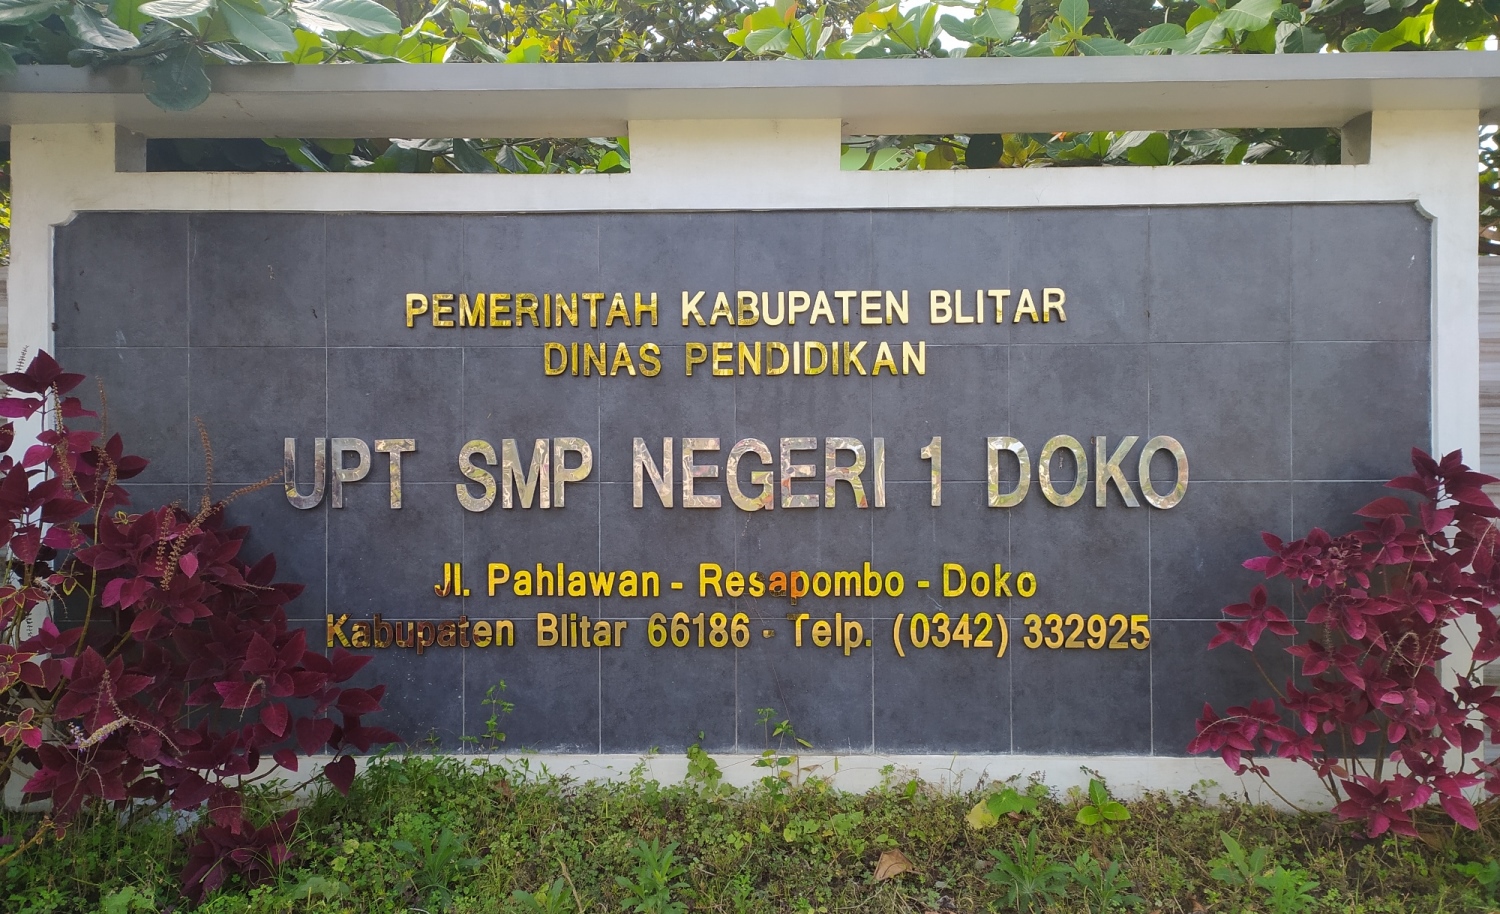 PEMERINTAH KABUPATEN BLITAR
DINAS PENDIDIKAN
UPT SMP NEGERI 1 DOKO
Jl. Pahlawan - Resapombo - Doko
Kabupaten Blitar 66186 - Telp. (0342) 332925